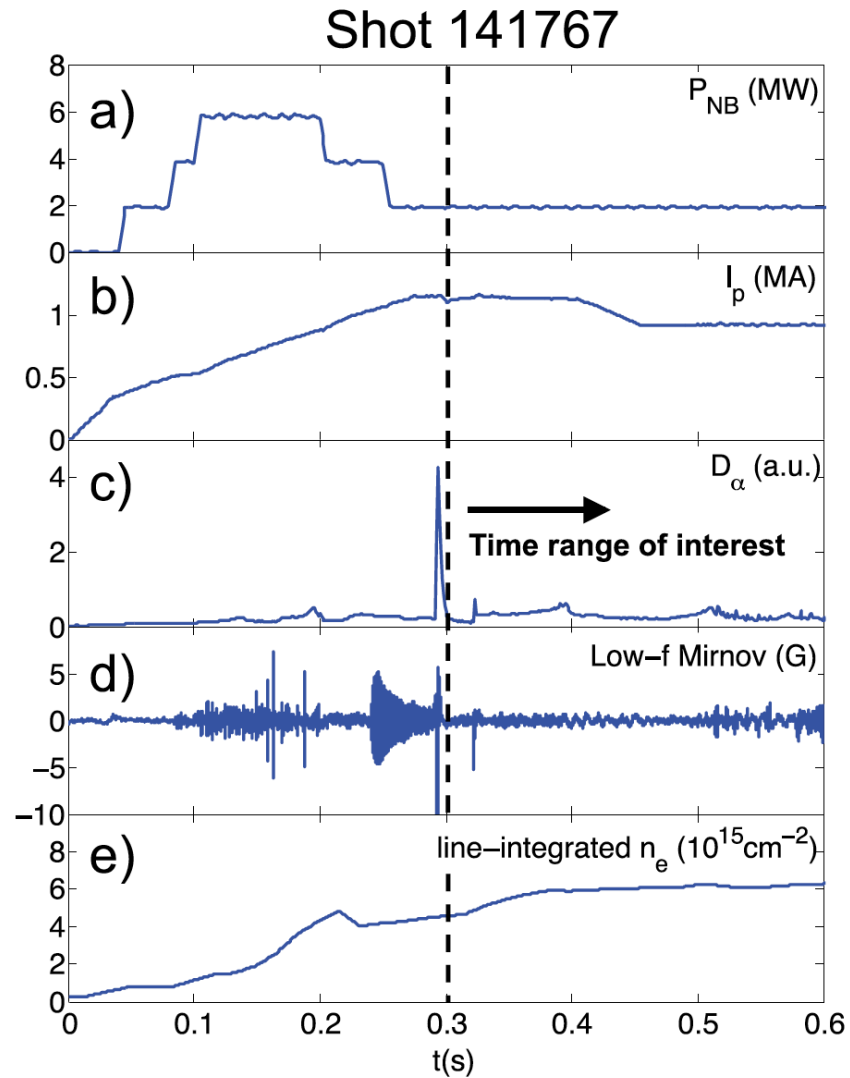 Shot 141767
8
6
4
2
0
a)
P_NB (MW)
1
0.5
0
b)
I_p (MA)
4
2
0
c)
D_α (a.u.)
Time range of interest
5
0
−5
−10
d)
Low−f Mirnov (G)
8
6
4
2
0
e)
line−integrated n_e (10^15cm^−2)
0 0.1 0.2 0.3 0.4 0.5 0.6
t(s)